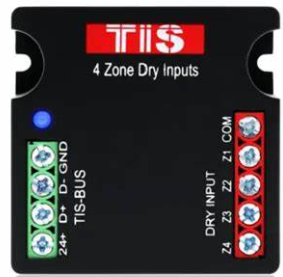 TIS
4 Zone Dry Inputs
GND
D-
D+
24+
TIS-BUS
DRY INPUT
COM
Z1
Z2
Z3
Z4